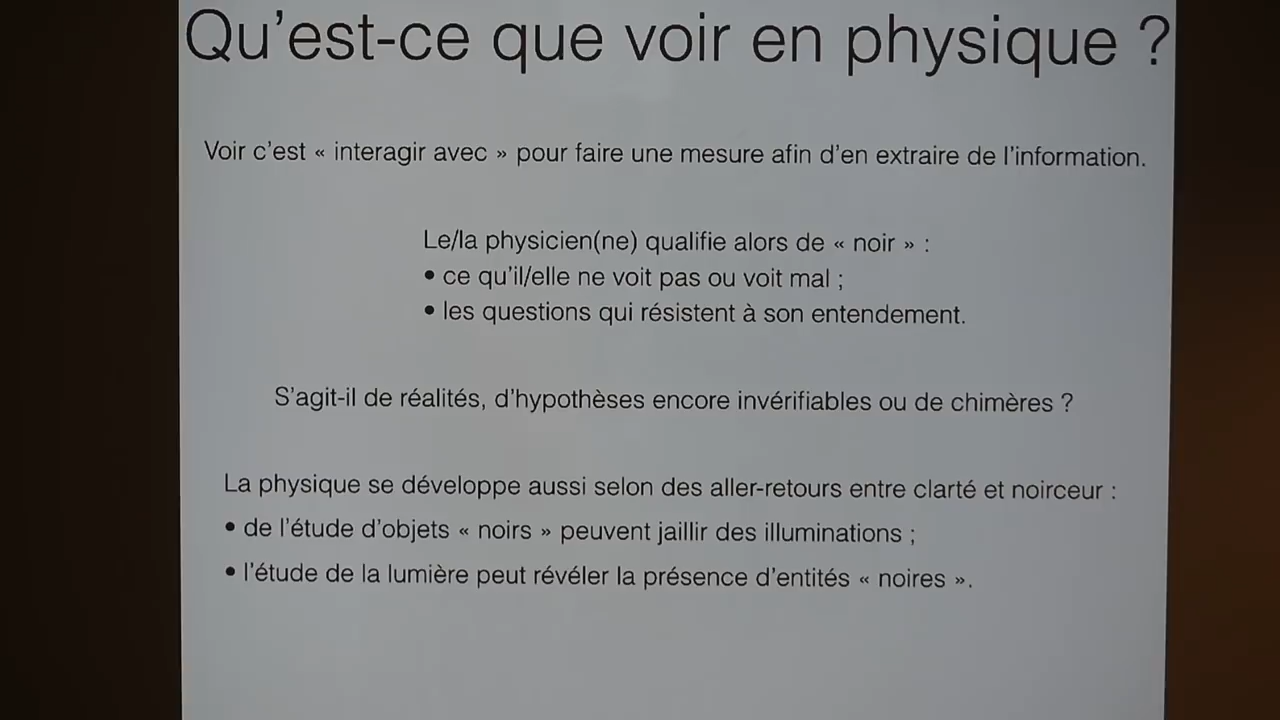 Qu’est-ce que voir en physique ?
Voir c’est « interagir avec » pour faire une mesure afin d’en extraire de l’information.
Le/la physicien(ne) qualifie alors de « noir » :
• ce qu’il/elle ne voit pas ou voit mal ;
• les questions qui résistent à son entendement.
S’agit-il de réalités, d’hypothèses encore invérifiables ou de chimères ?
La physique se développe aussi selon des aller-retours entre clarté et noirceur :
• de l’étude d’objets « noirs » peuvent jaillir des illuminations ;
• l’étude de la lumière peut révéler la présence d’entités « noires ».